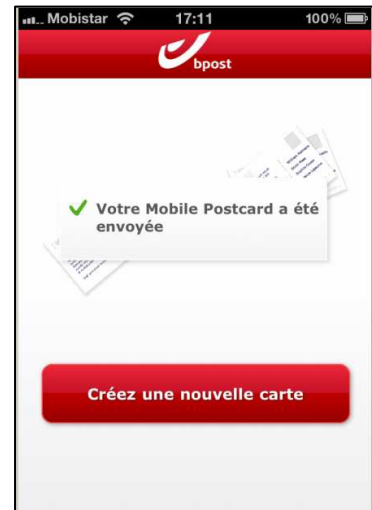 Mobistar 17:11 100%
bpost
Votre Mobile Postcard a été
envoyée
Créez une nouvelle carte